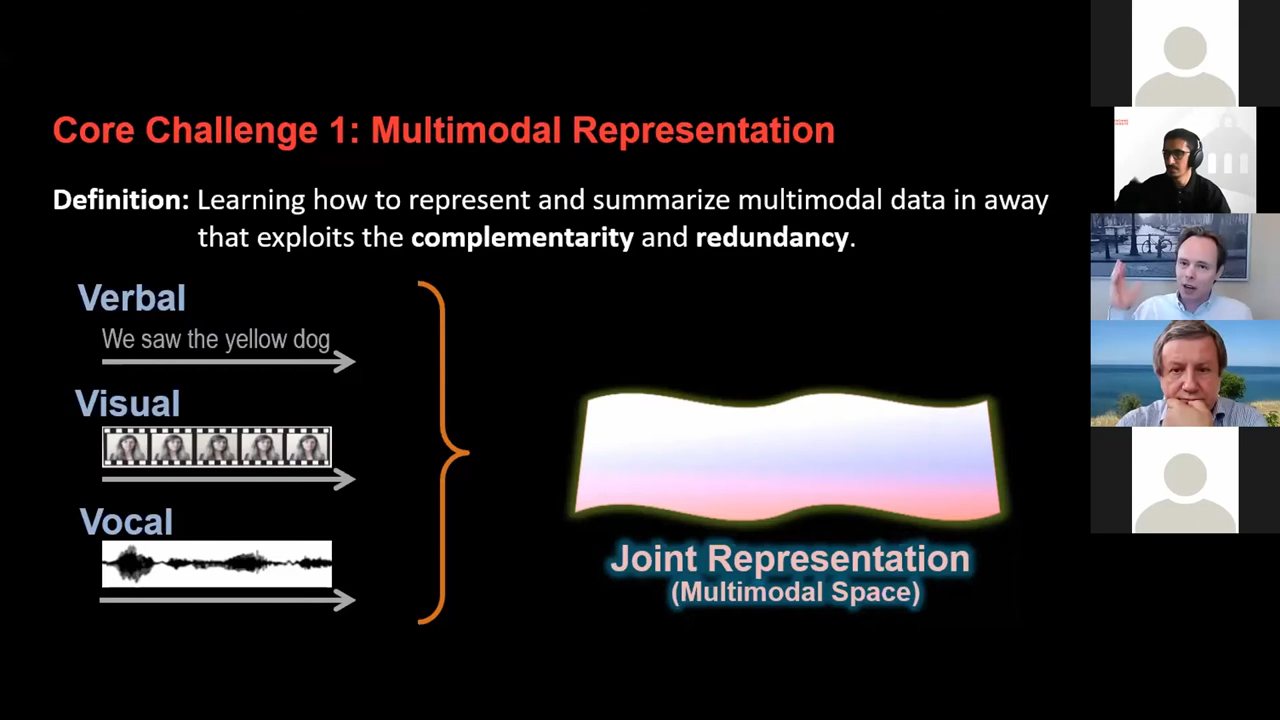 Core Challenge 1: Multimodal Representation
Definition: Learning how to represent and summarize multimodal data in away
that exploits the complementarity and redundancy.
Verbal
We saw the yellow dog
Visual
Vocal
Joint Representation
(Multimodal Space)